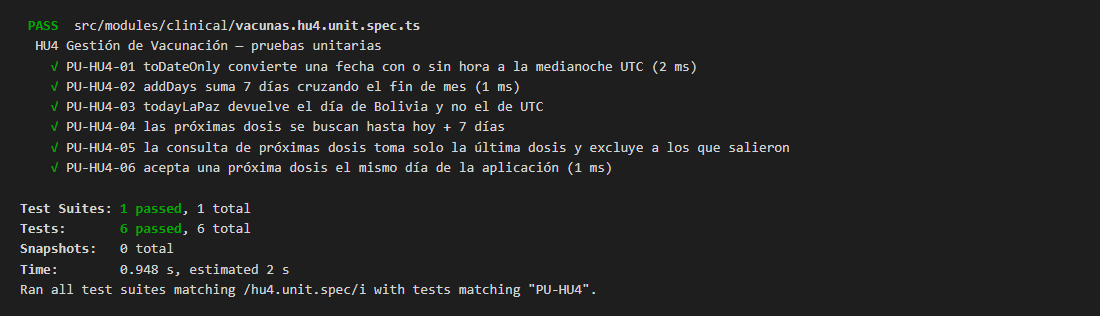 PASS src/modules/clinical/vacunas.hu4.unit.spec.ts
HU4 Gestión de Vacunación — pruebas unitarias
√ PU-HU4-01 toDateOnly convierte una fecha con o sin hora a la medianoche UTC (2 ms)
√ PU-HU4-02 addDays suma 7 días cruzando el fin de mes (1 ms)
√ PU-HU4-03 todayLaPaz devuelve el día de Bolivia y no el de UTC
√ PU-HU4-04 las próximas dosis se buscan hasta hoy + 7 días
√ PU-HU4-05 la consulta de próximas dosis toma solo la última dosis y excluye a los que salieron
√ PU-HU4-06 acepta una próxima dosis el mismo día de la aplicación (1 ms)
Test Suites: 1 passed, 1 total
Tests: 6 passed, 6 total
Snapshots: 0 total
Time: 0.948 s, estimated 2 s
Ran all test suites matching /hu4.unit.spec/i with tests matching "PU-HU4".